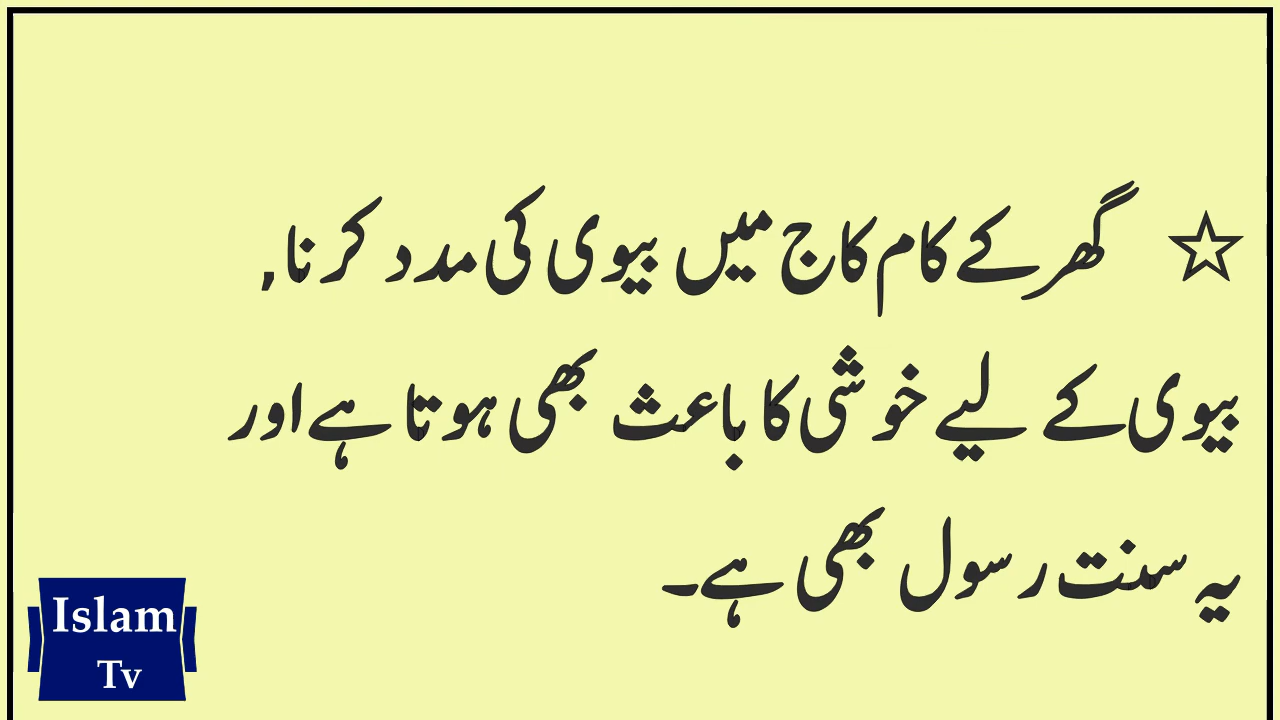 ☆ گھر کے کام کاج میں بیوی کی مدد کرنا,
بیوی کے لیے خوشی کا باعث بھی ہوتا ہے اور
یہ سنت رسول بھی ہے۔
Islam
Tv